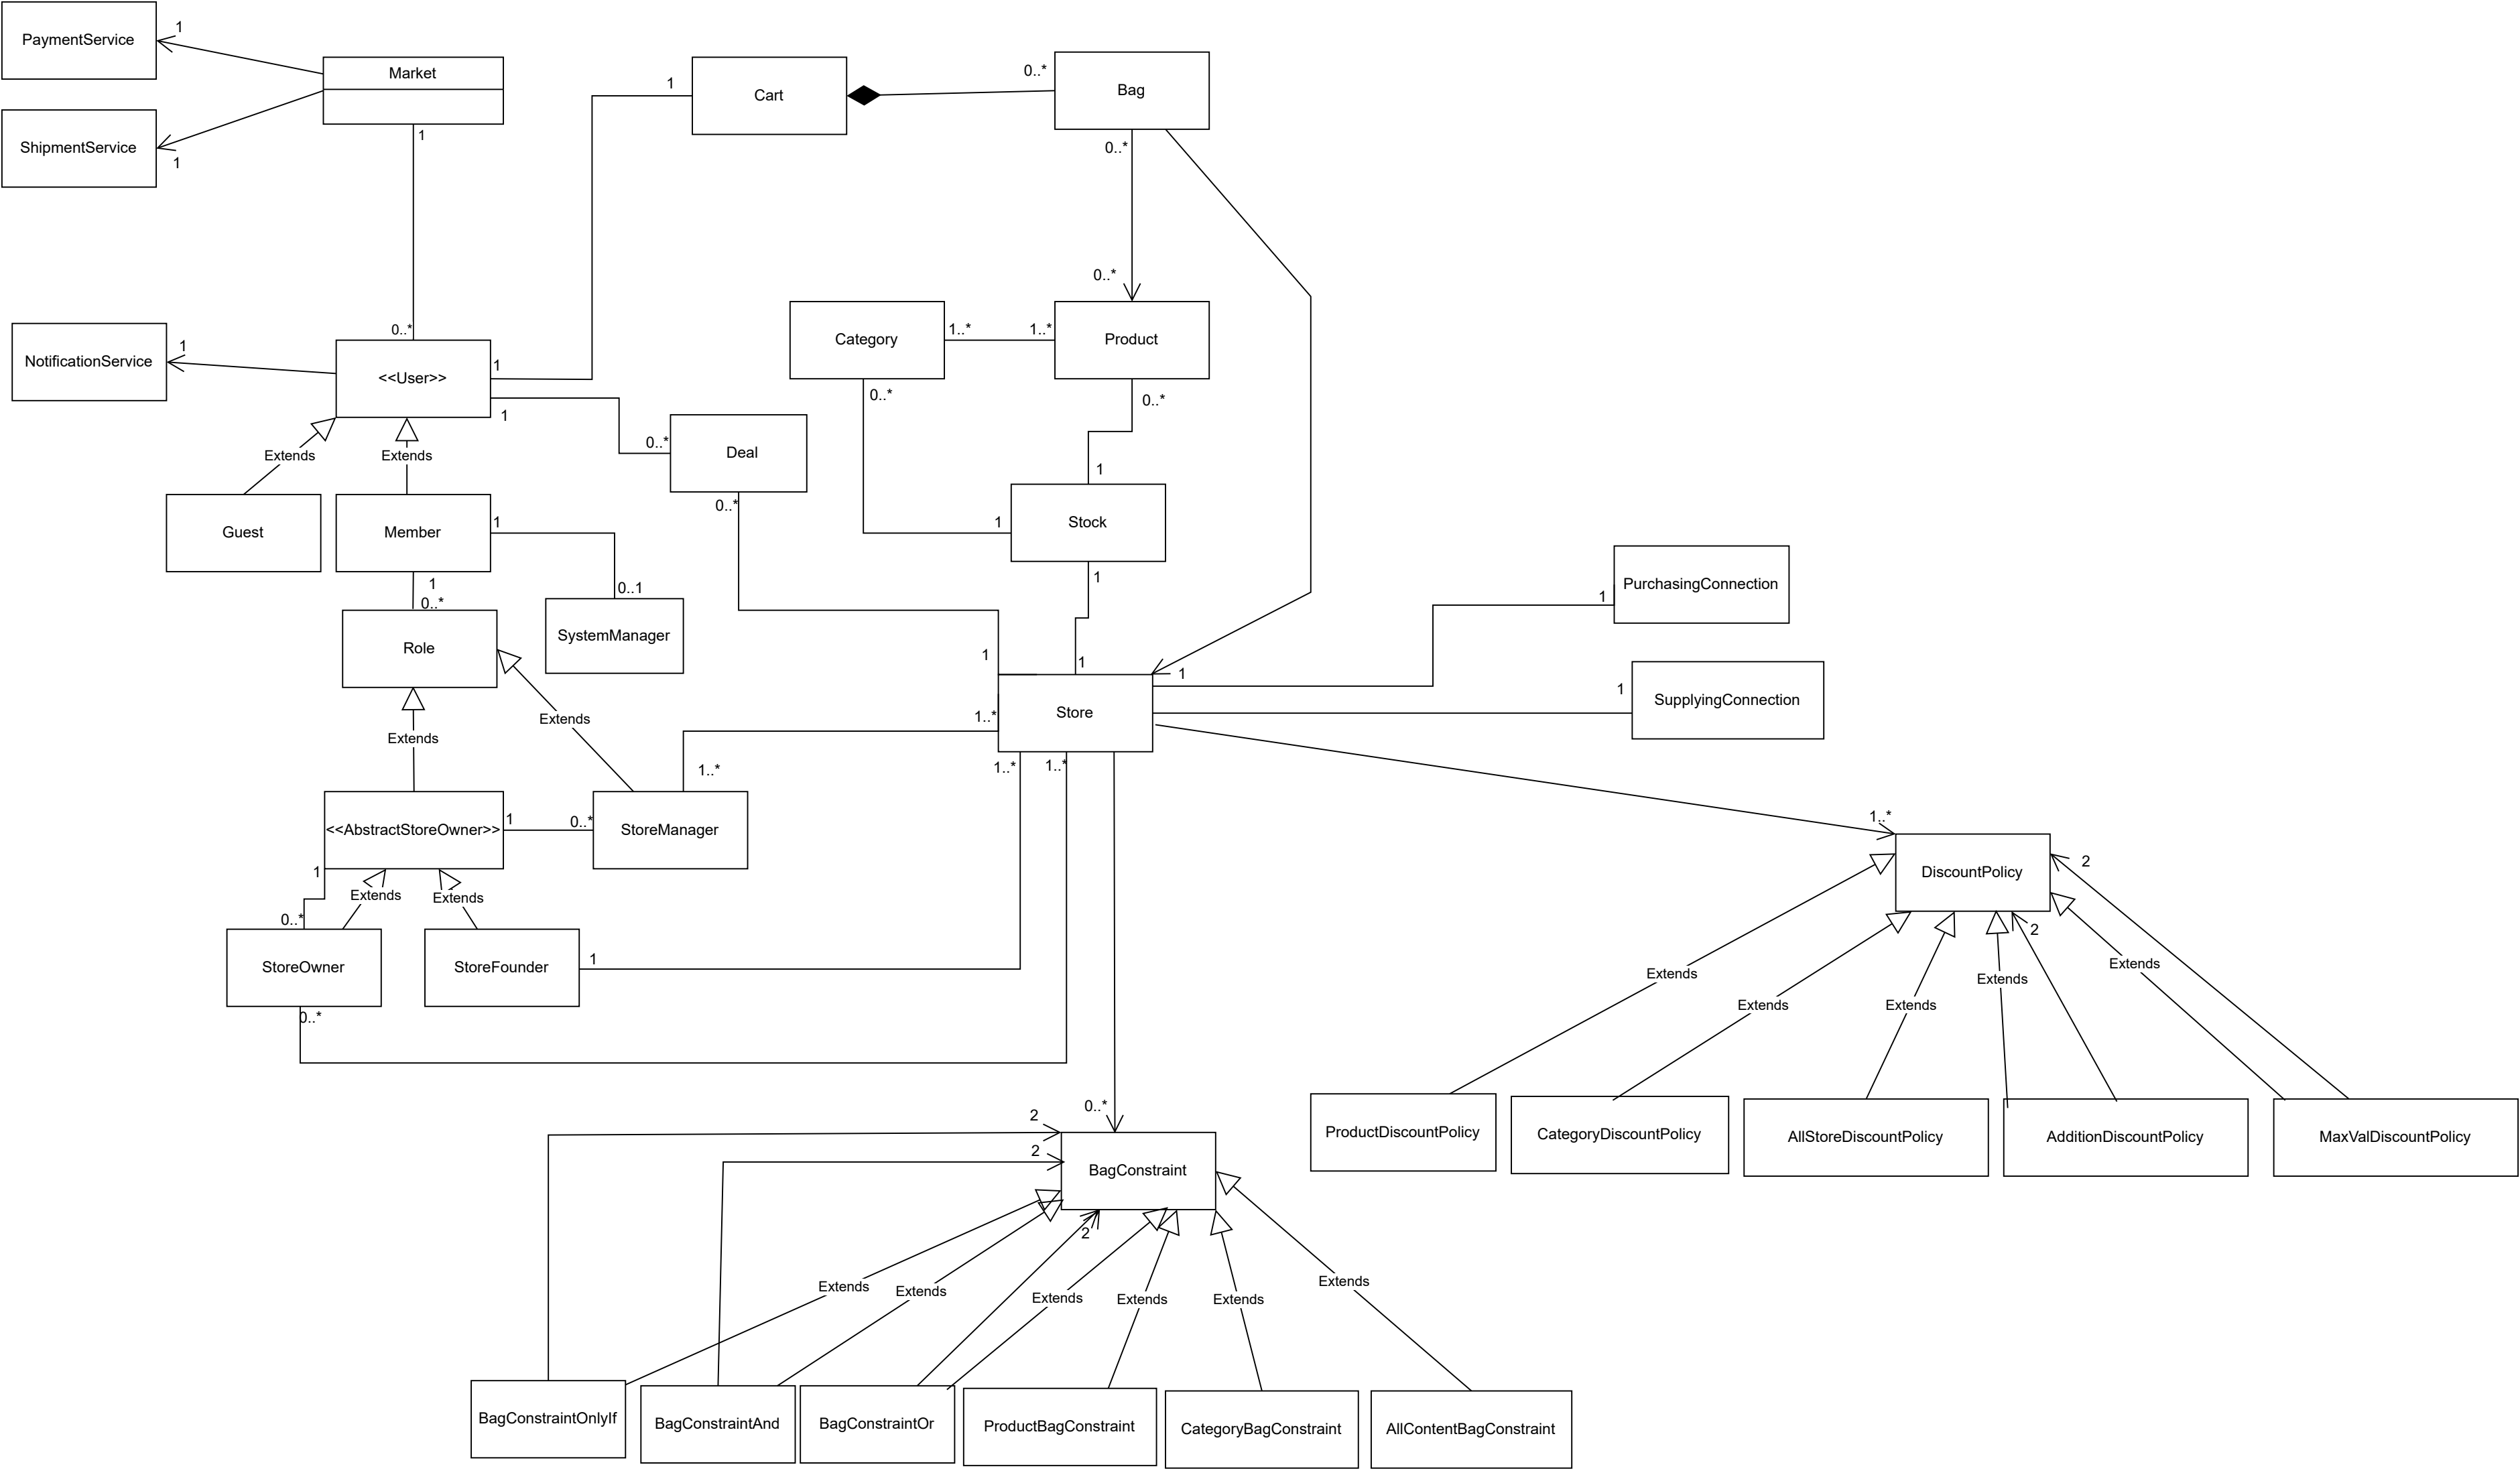 PaymentService
1
Market
ShipmentService
1
1
0..*
Cart
1
0..*
Bag
0..*
0..*
NotificationService
1
<<User>>
1
1
Category
1..*
1..*
Product
0..*
0..*
Extends
Extends
0..*
Deal
0..*
1
Stock
1
1
1
Guest
Member
1
1
0..*
0..1
SystemManager
Role
Extends
Extends
1
1..*
Store
1
1
PurchasingConnection
1
SupplyingConnection
1..*
1..*
1..*
<<AbstractStoreOwner>>
1
0..*
StoreManager
1
Extends
Extends
0..*
StoreOwner
StoreFounder
1
0..*
1..*
DiscountPolicy
2
2
Extends
Extends
Extends
Extends
Extends
ProductDiscountPolicy
CategoryDiscountPolicy
AllStoreDiscountPolicy
AdditionDiscountPolicy
MaxValDiscountPolicy
2
0..*
2
BagConstraint
2
Extends
Extends
Extends
Extends
Extends
Extends
BagConstraintOnlyIf
BagConstraintAnd
BagConstraintOr
ProductBagConstraint
CategoryBagConstraint
AllContentBagConstraint